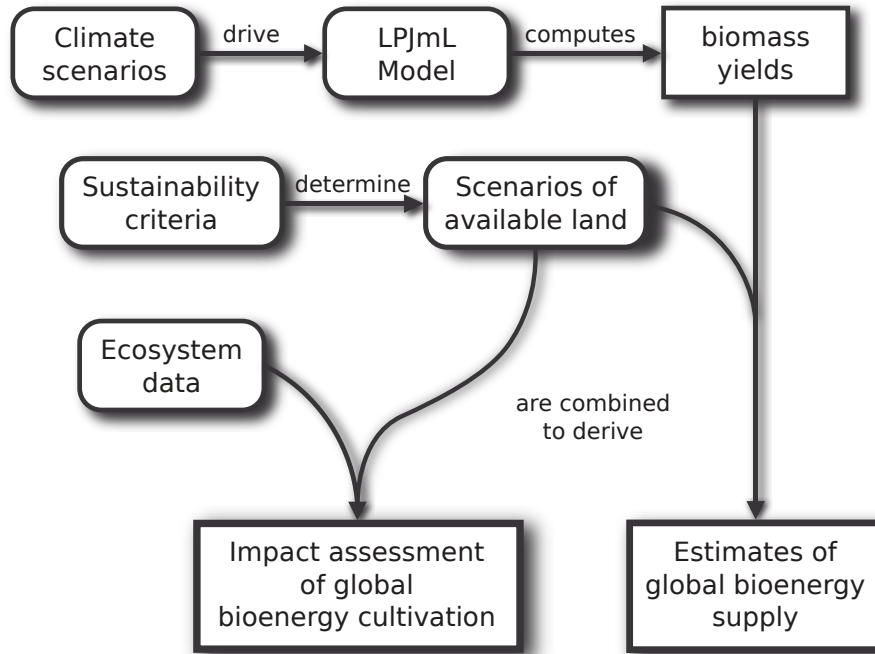 Climate
scenarios
drive
LPJmL
Model
computes
biomass
yields
Sustainability
criteria
determine
Scenarios of
available land
Ecosystem
data
are combined
to derive
Impact assessment
of global
bioenergy cultivation
Estimates of
global bioenergy
supply